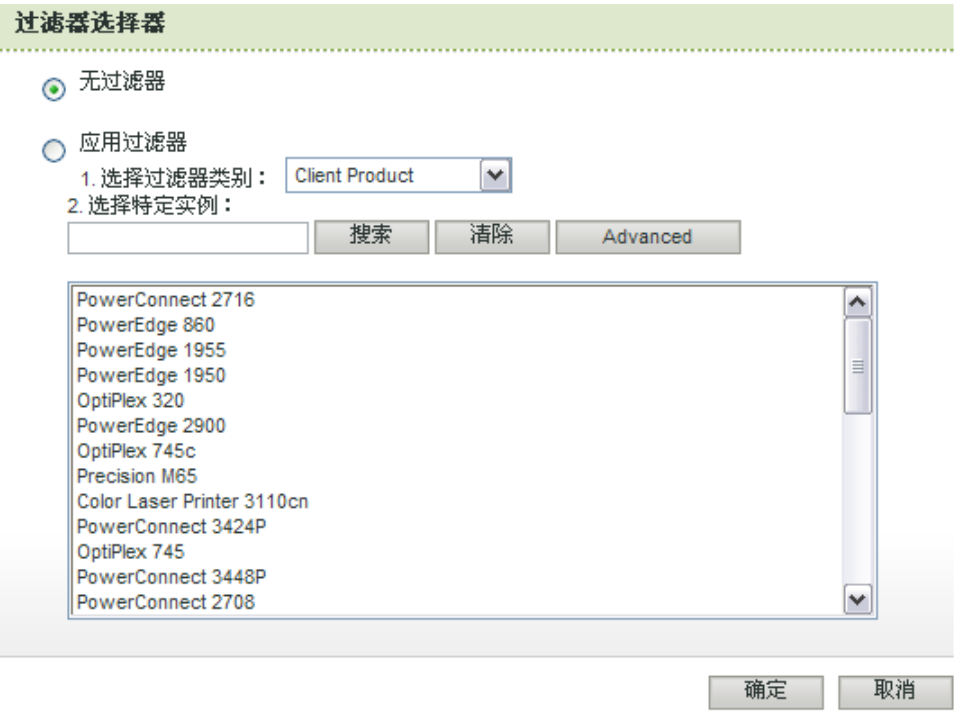 过滤器选择器
无过滤器
应用过滤器
1. 选择过滤器类别： Client Product
2. 选择特定实例：
搜索 清除 Advanced
PowerConnect 2716
PowerEdge 860
PowerEdge 1955
PowerEdge 1950
OptiPlex 320
PowerEdge 2900
OptiPlex 745c
Precision M65
Color Laser Printer 3110cn
PowerConnect 3424P
OptiPlex 745
PowerConnect 3448P
PowerConnect 2708
确定 取消